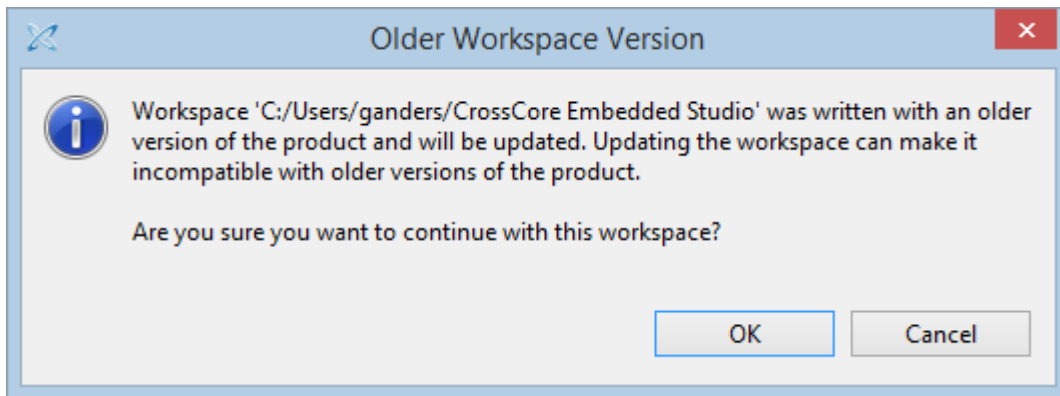 Older Workspace Version
Workspace 'C:/Users/ganders/CrossCore Embedded Studio' was written with an older
version of the product and will be updated. Updating the workspace can make it
incompatible with older versions of the product.
Are you sure you want to continue with this workspace?
OK
Cancel